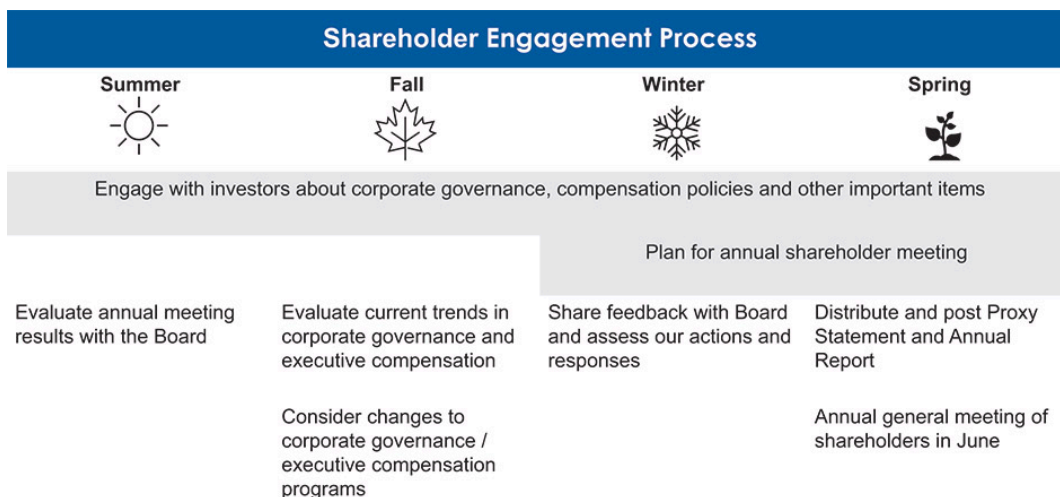 Shareholder Engagement Process
Summer
Fall
Winter
Spring
Engage with investors about corporate governance, compensation policies and other important items
Plan for annual shareholder meeting
Evaluate annual meeting
results with the Board
Evaluate current trends in
corporate governance and
executive compensation
Consider changes to
corporate governance /
executive compensation
programs
Share feedback with Board
and assess our actions and
responses
Distribute and post Proxy
Statement and Annual
Report
Annual general meeting of
shareholders in June